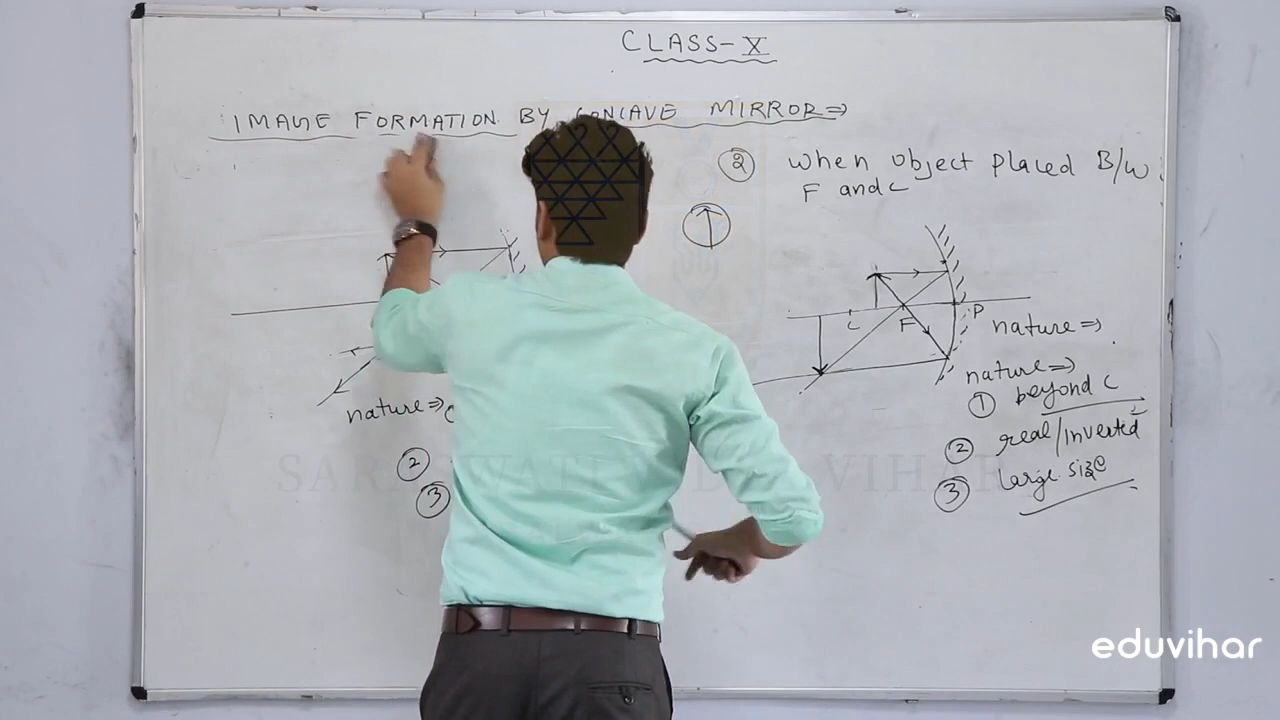 CLASS-X
IMAGE FORMATION BY CONCAVE MIRROR ⇒
② when object placed B/W
F and C
C F P
nature ⇒
nature ⇒
① beyond C
② real/Inverted
③ large size
nature ⇒
②
③
eduvihar